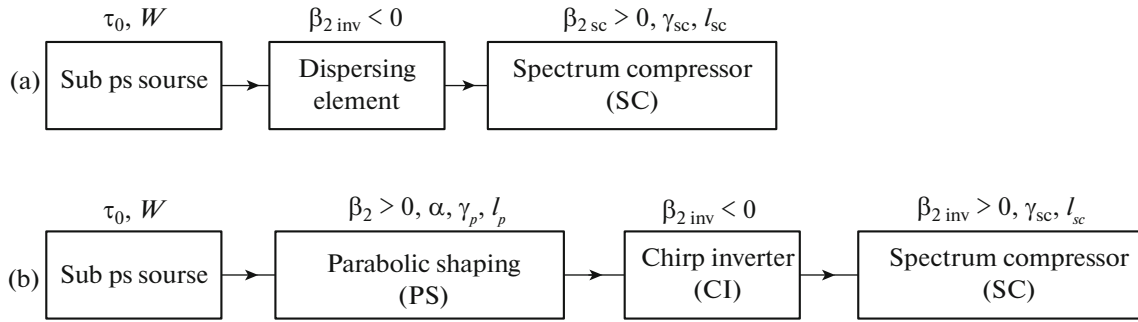 τ₀, W
β₂ ᵢₙᵥ < 0
β₂ sc > 0, γsc, lsc
(a)
Sub ps sourse
Dispersing
element
Spectrum compressor
(SC)
τ₀, W
β₂ > 0, α, γₚ, lₚ
β₂ ᵢₙᵥ < 0
β₂ ᵢₙᵥ > 0, γsc, lsc
(b)
Sub ps sourse
Parabolic shaping
(PS)
Chirp inverter
(CI)
Spectrum compressor
(SC)